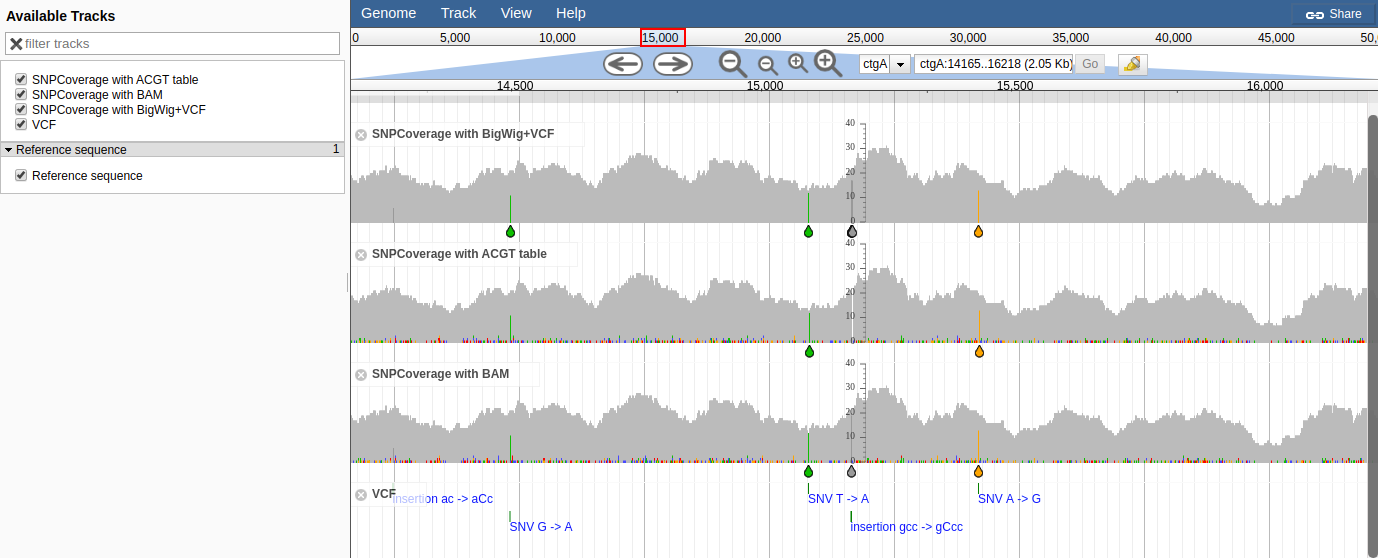 Available Tracks
filter tracks
SNPCoverage with ACGT table
SNPCoverage with BAM
SNPCoverage with BigWig+VCF
VCF
Reference sequence 1
Reference sequence
Genome Track View Help Share
0 5,000 10,000 15,000 20,000 25,000 30,000 35,000 40,000 45,000 50,
ctgA ctgA:14165..16218 (2.05 Kb) Go
14,500 15,000 15,500 16,000
SNPCoverage with BigWig+VCF
40
30
20
10
0
SNPCoverage with ACGT table
40
30
20
10
0
SNPCoverage with BAM
40
30
20
10
0
VCF
insertion ac -> aCc
SNV T -> A
SNV A -> G
SNV G -> A
insertion gcc -> gCcc